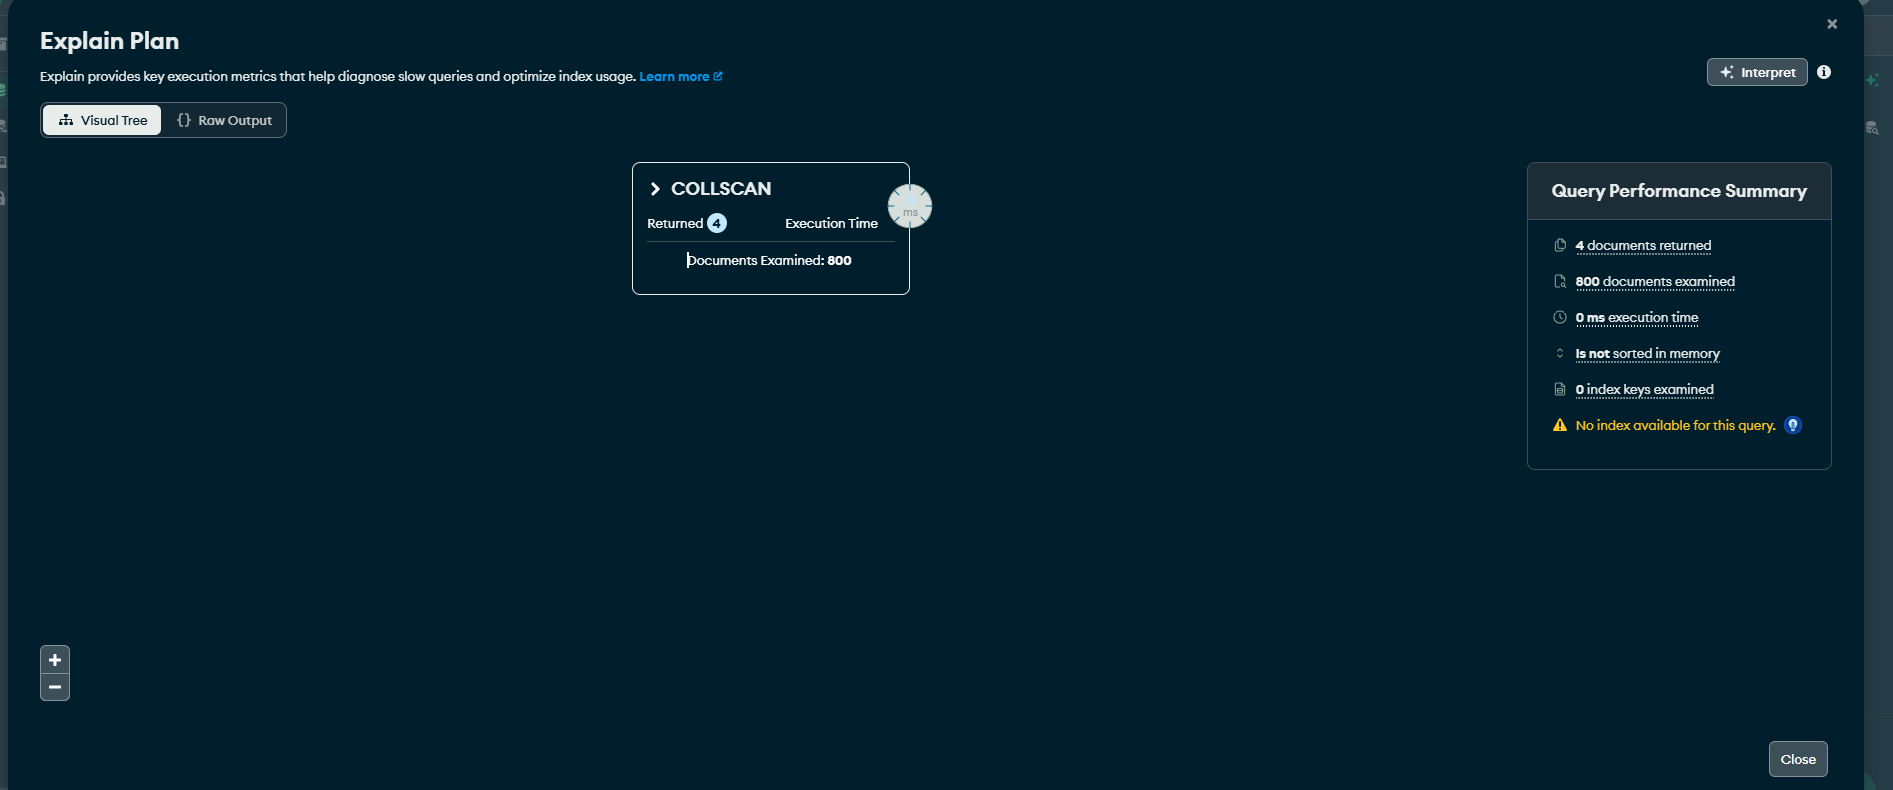 Explain Plan
Explain provides key execution metrics that help diagnose slow queries and optimize index usage. Learn more
Interpret
Visual Tree
{} Raw Output
COLLSCAN
Returned 4 Execution Time
ms
Documents Examined: 800
Query Performance Summary
4 documents returned
800 documents examined
0 ms execution time
Is not sorted in memory
0 index keys examined
No index available for this query.
Close